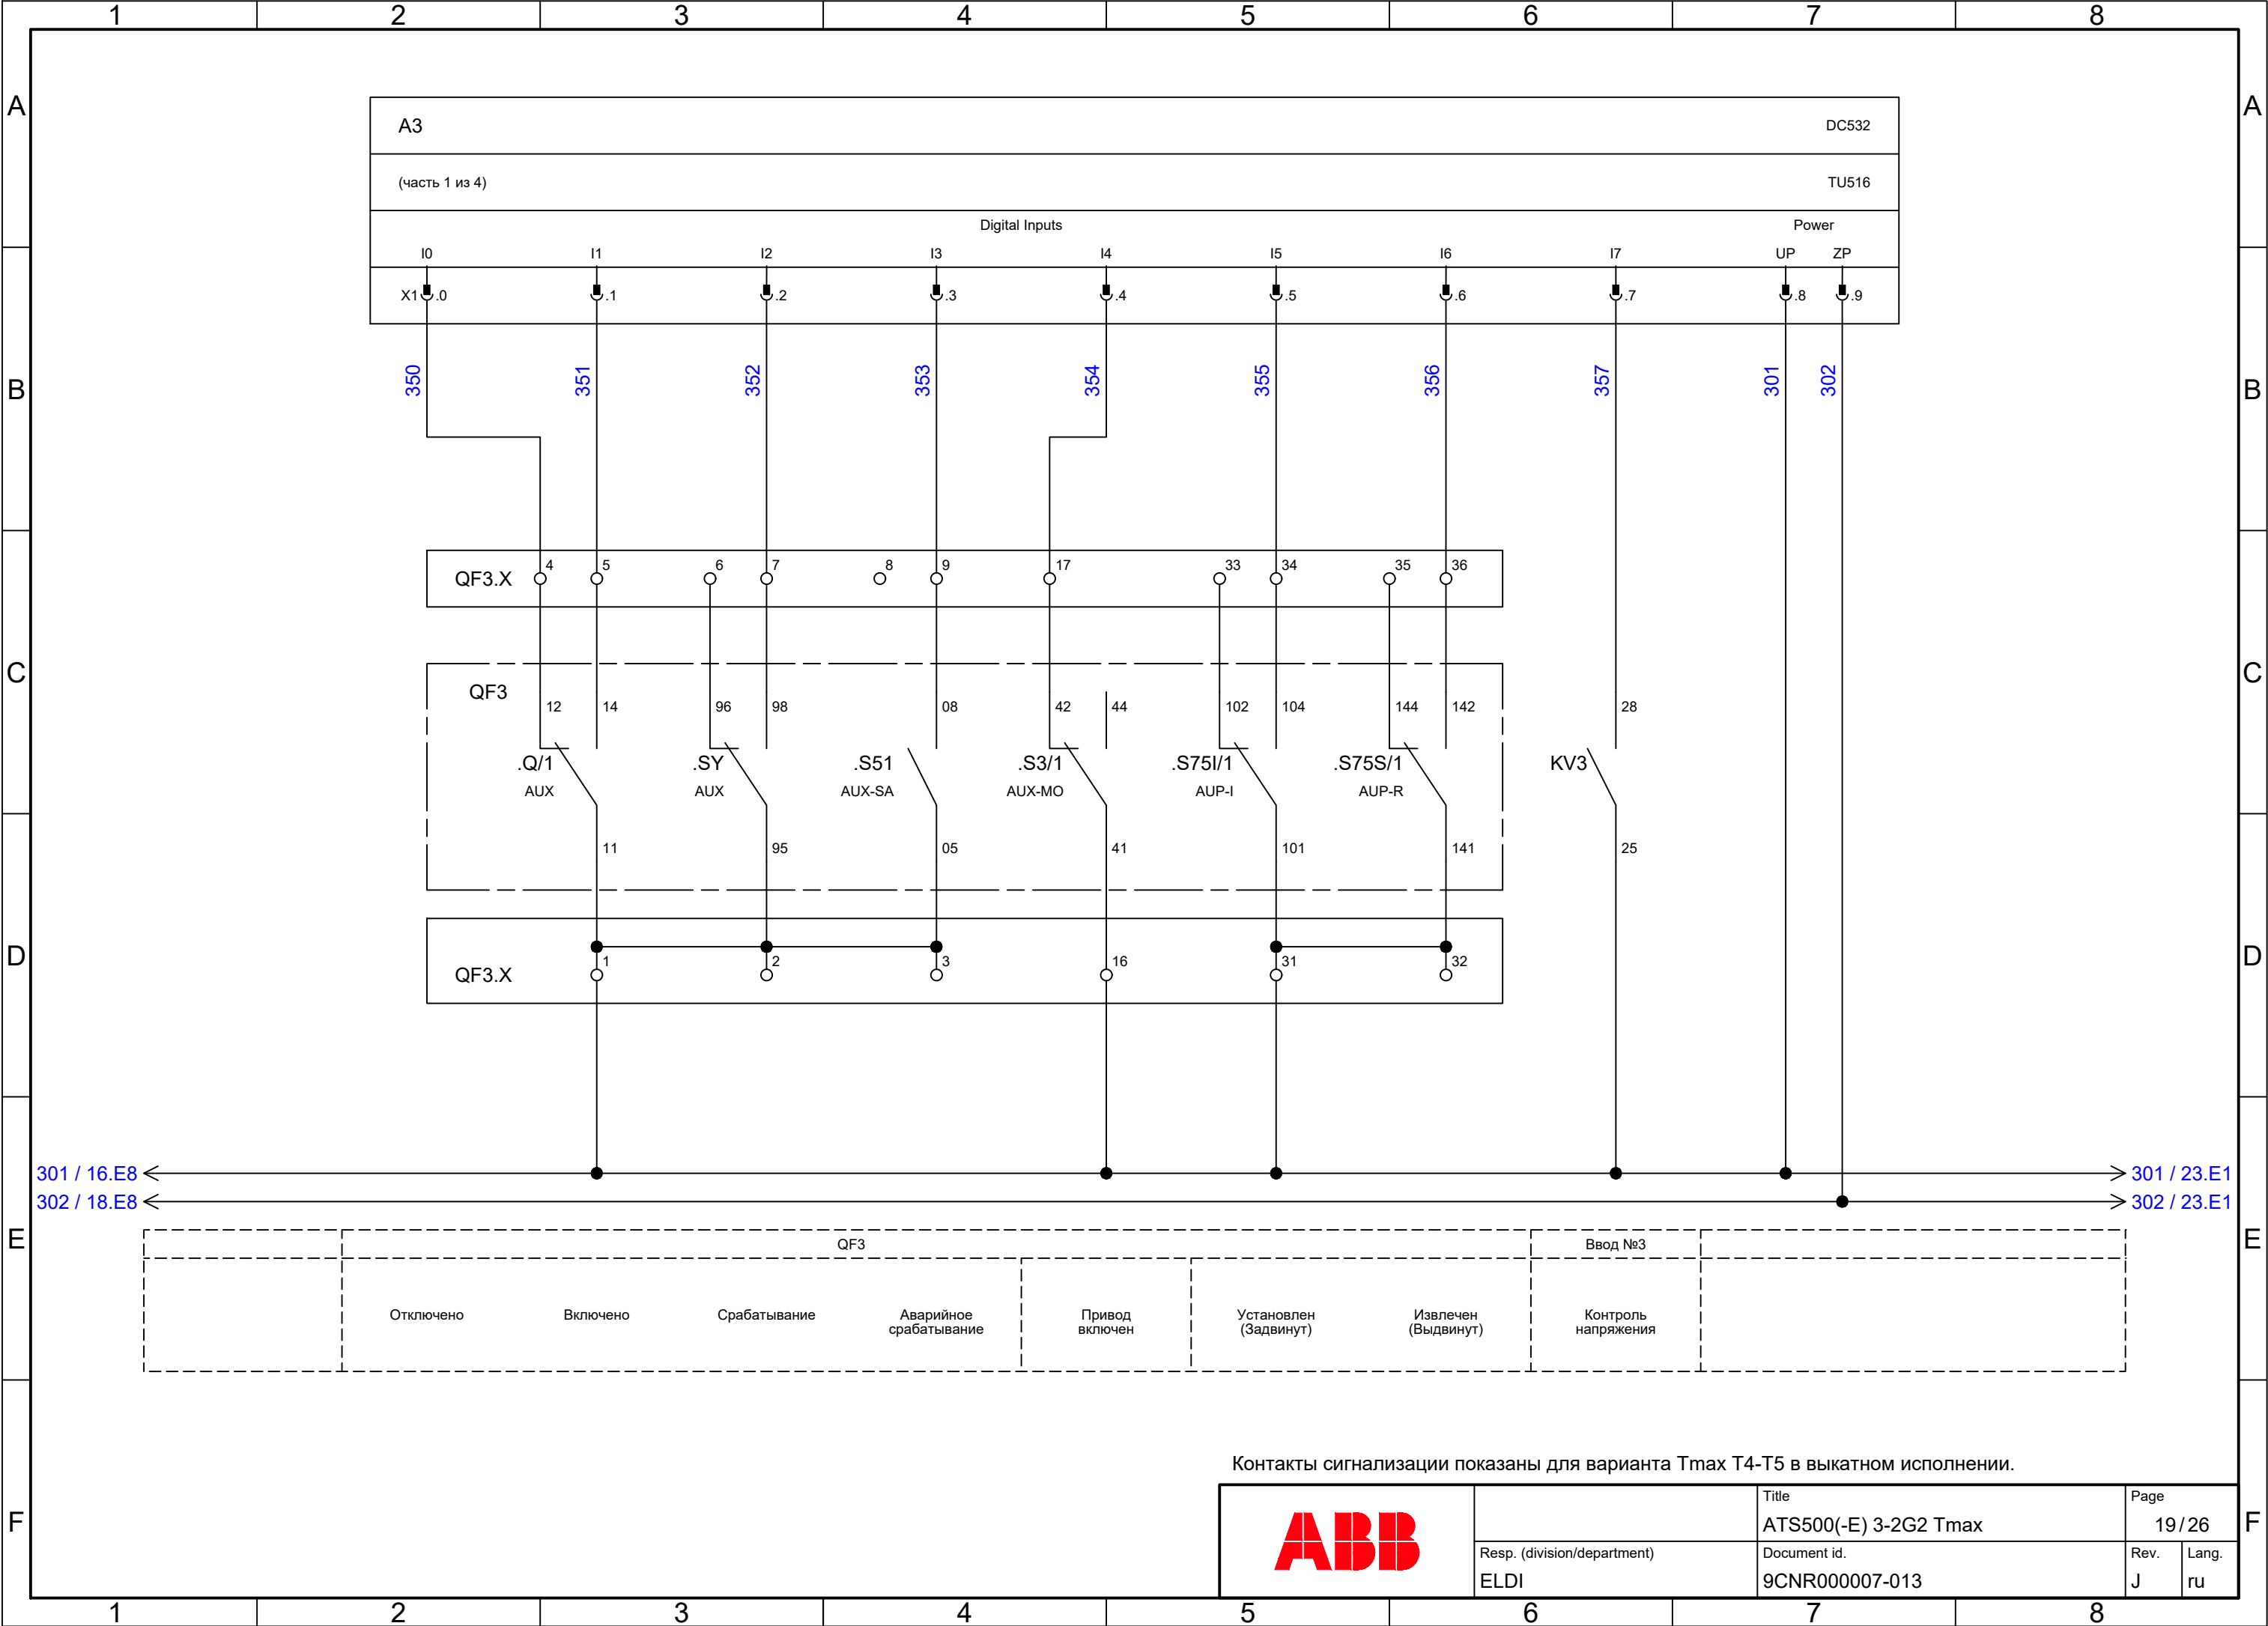 1 2 3 4 5 6 7 8
A A
A3 DC532
(часть 1 из 4) TU516
Digital Inputs Power
I0 I1 I2 I3 I4 I5 I6 I7 UP ZP
X1 .0 .1 .2 .3 .4 .5 .6 .7 .8 .9
B B
350 351 352 353 354 355 356 357 301 302
QF3.X 4 5 6 7 8 9 17 33 34 35 36
C C
QF3
12 14 96 98 08 42 44 102 104 144 142 28
.Q/1 .SY .S51 .S3/1 .S75I/1 .S75S/1 KV3
AUX AUX AUX-SA AUX-MO AUP-I AUP-R
11 95 05 41 101 141 25
D D
QF3.X 1 2 3 16 31 32
301 / 16.E8 301 / 23.E1
302 / 18.E8 302 / 23.E1
E E
QF3 Ввод №3
Отключено Включено Срабатывание Аварийное Привод Установлен Извлечен Контроль
срабатывание включен (Задвинут) (Выдвинут) напряжения
Контакты сигнализации показаны для варианта Tmax T4-T5 в выкатном исполнении.
F F
ABB
Title Page
ATS500(-E) 3-2G2 Tmax 19/26
Resp. (division/department) Document id. Rev. Lang.
ELDI 9CNR000007-013 J ru
1 2 3 4 5 6 7 8